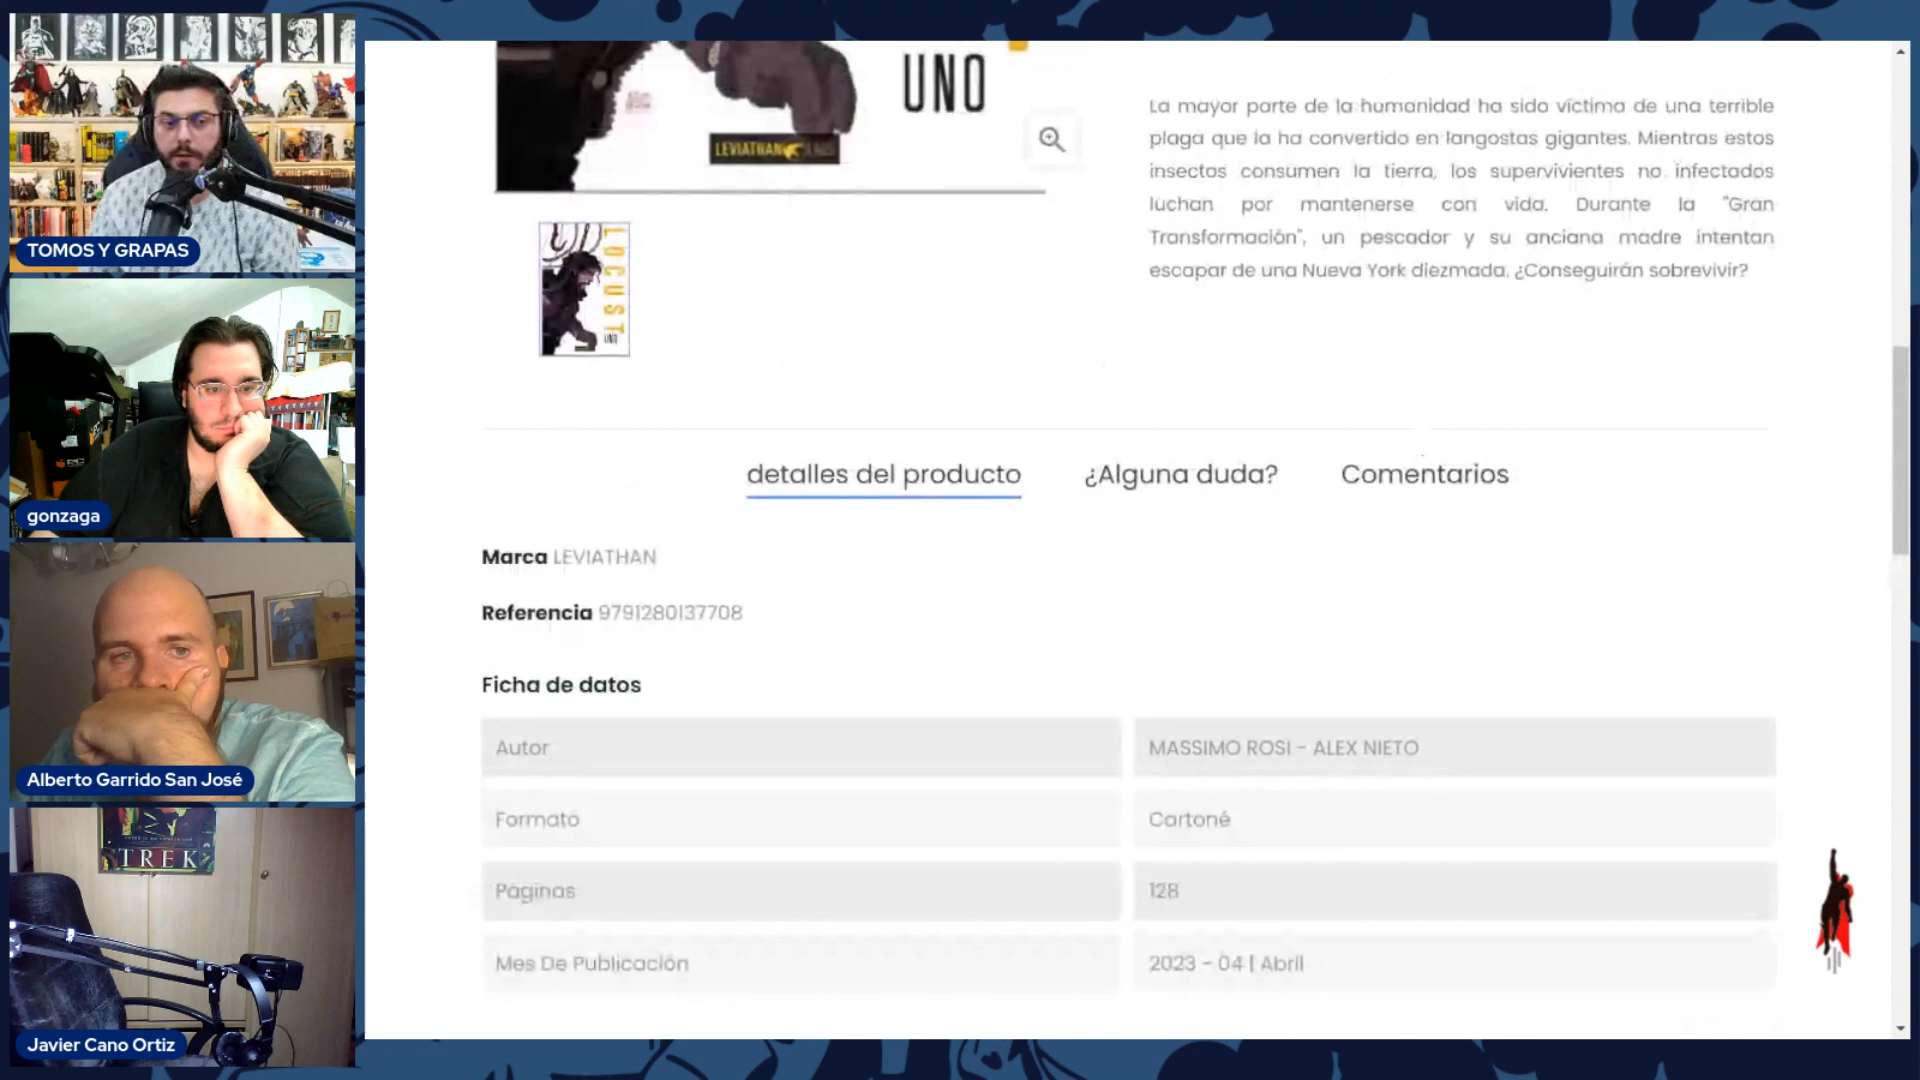 TOMOS Y GRAPAS
gonzaga
Alberto Garrido San José
TREK
Javier Cano Ortiz
UNO
LEVIATHAN LABS
LOCUST
UNO
La mayor parte de la humanidad ha sido víctima de una terrible
plaga que la ha convertido en langostas gigantes. Mientras estos
insectos consumen la tierra, los supervivientes no infectados
luchan por mantenerse con vida. Durante la "Gran
Transformación", un pescador y su anciana madre intentan
escapar de una Nueva York diezmada. ¿Conseguirán sobrevivir?
detalles del producto
¿Alguna duda?
Comentarios
Marca LEVIATHAN
Referencia 9791280137708
Ficha de datos
Autor
MASSIMO ROSI - ALEX NIETO
Formato
Cartoné
Páginas
128
Mes De Publicación
2023 - 04 | Abril